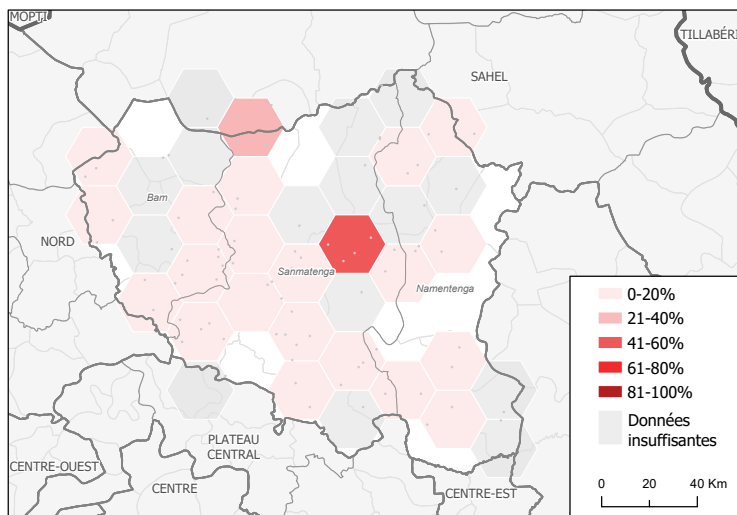 MOPTI
TILLABÉRI
SAHEL
Bam
NORD
Sanmatenga
Namentenga
0-20%
21-40%
41-60%
61-80%
81-100%
Données
insuffisantes
PLATEAU
CENTRAL
CENTRE-OUEST
CENTRE
CENTRE-EST
0 20 40 Km